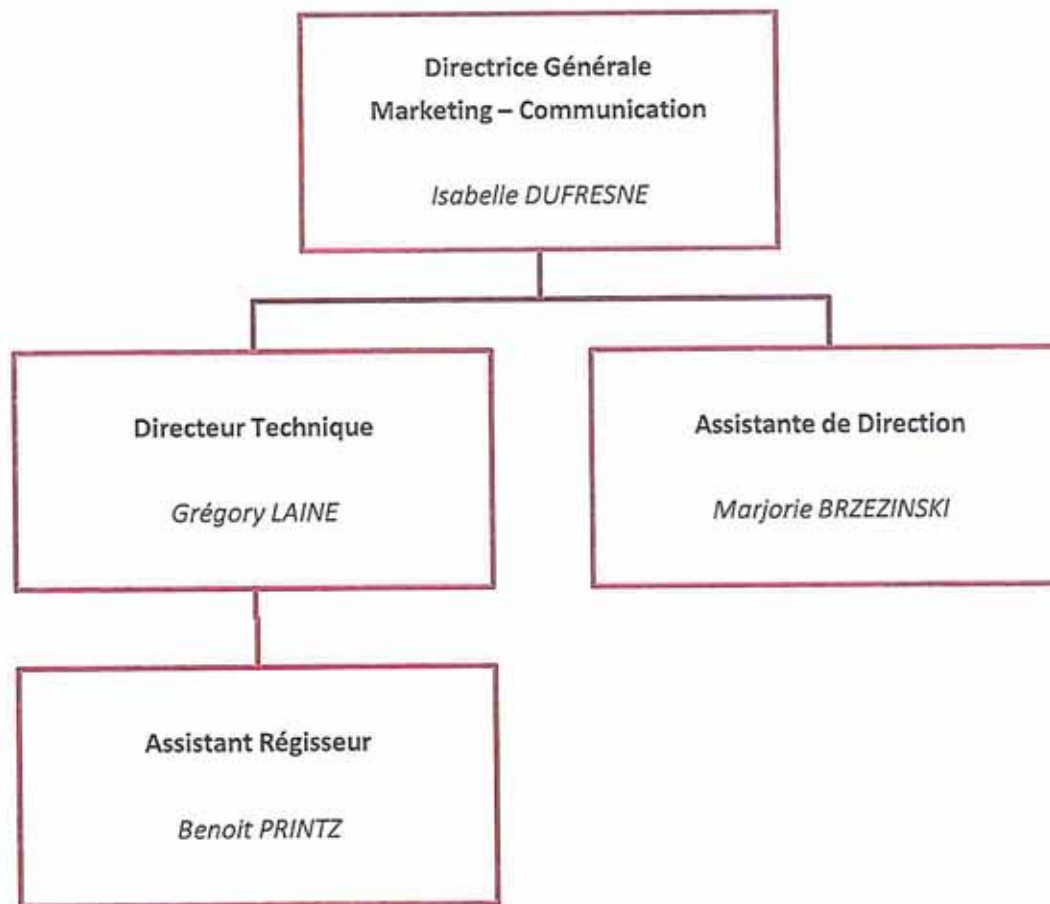 Directrice Générale
Marketing – Communication
Isabelle DUFRESNE
Directeur Technique
Grégory LAINE
Assistante de Direction
Marjorie BRZEZINSKI
Assistant Régisseur
Benoit PRINTZ